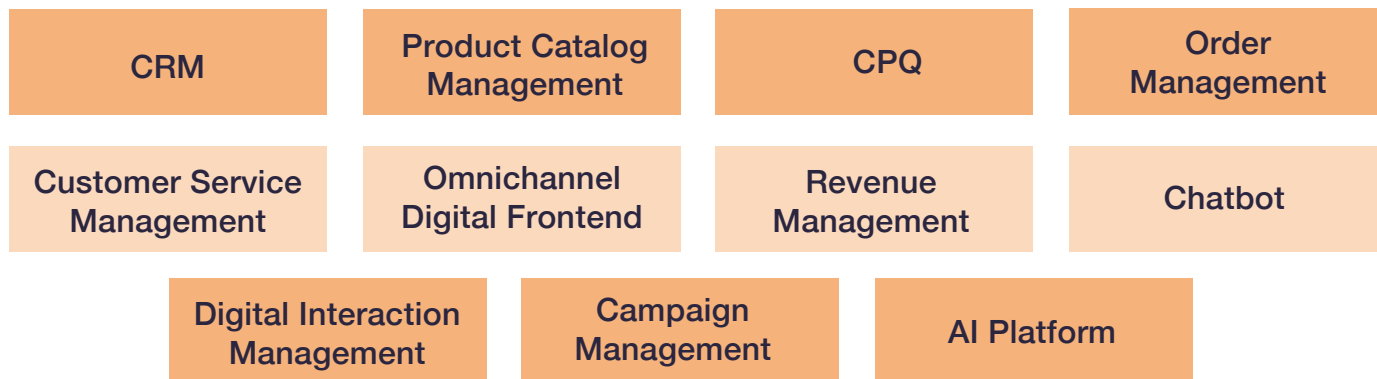 CRM
Product Catalog
Management
CPQ
Order
Management
Customer Service
Management
Omnichannel
Digital Frontend
Revenue
Management
Chatbot
Digital Interaction
Management
Campaign
Management
AI Platform